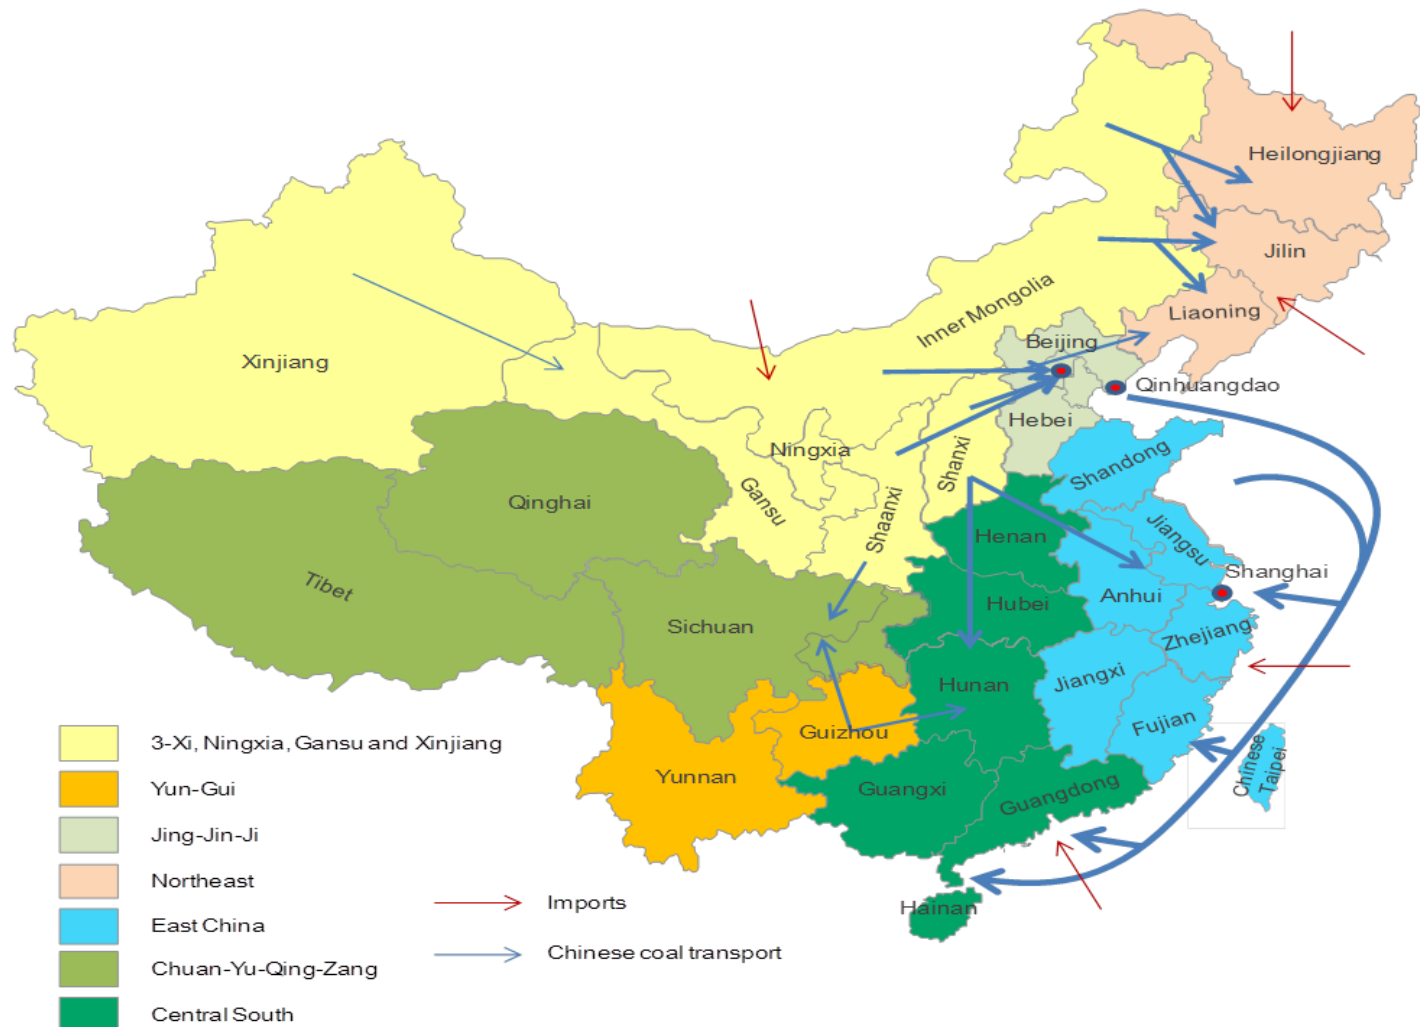 Heilongjiang
Jilin
Liaoning
Inner Mongolia
Beijing
Xinjiang
Qinhuangdao
Hebei
Ningxia
Shanxi
Shandong
Gansu
Qinghai
Shaanxi
Henan
Jiangsu
Shanghai
Tibet
Anhui
Hubei
Sichuan
Zhejiang
Jiangxi
Hunan
Fujian
Guizhou
Chinese
Taipei
Yunnan
Guangxi
Guangdong
Hainan
3-Xi, Ningxia, Gansu and Xinjiang
Yun-Gui
Jing-Jin-Ji
Northeast
East China
Chuan-Yu-Qing-Zang
Central South
Imports
Chinese coal transport